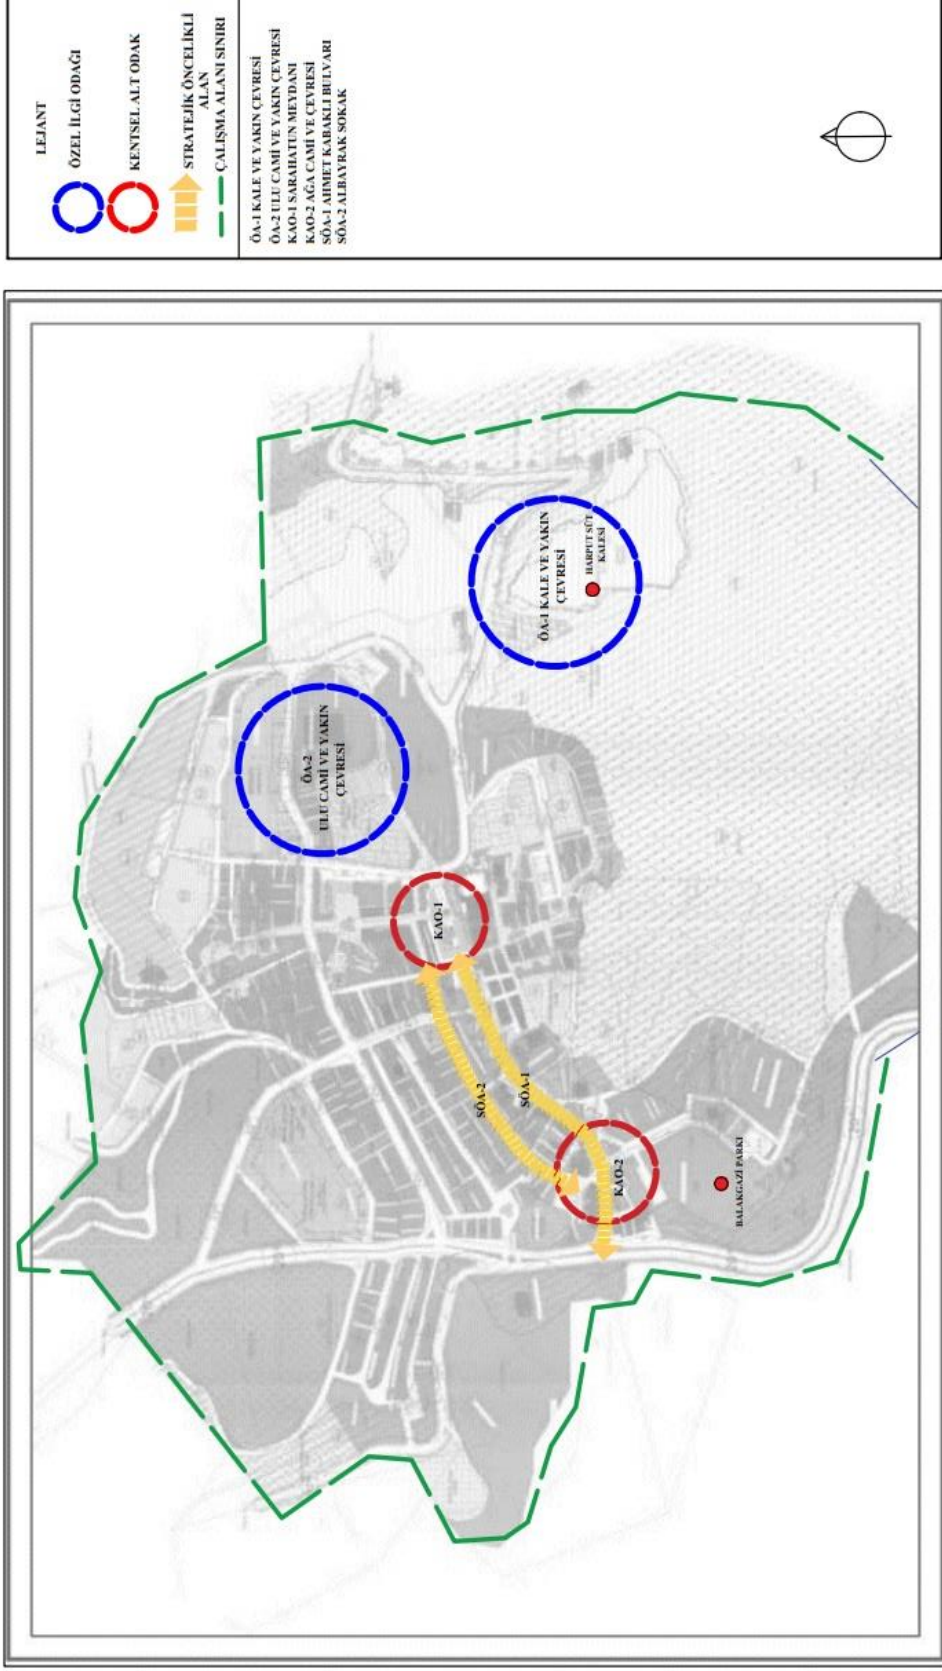 LEJANT
ÖZEL İLGİ ODAĞI
KENTSEL ALT ODAK
STRATEJİK ÖNCELİKLİ
ALAN
ÇALIŞMA ALANI SINIRI
ÖA-1 KALE VE YAKIN ÇEVRESİ
ÖA-2 ULU CAMİ VE YAKIN ÇEVRESİ
KAO-1 SARAHATUN MEYDANI
KAO-2 AĞA CAMİ VE ÇEVRESİ
SÖA-1 AHMET KABAKLI BULVARI
SÖA-2 ALBAYRAK SOKAK
ÖA-2
ULU CAMİ VE YAKIN
ÇEVRESİ
ÖA-1 KALE VE YAKIN
ÇEVRESİ
HARPUT SÜT
KALESİ
KAO-1
SÖA-2
SÖA-1
KAO-2
BALAKGAZİ PARKI